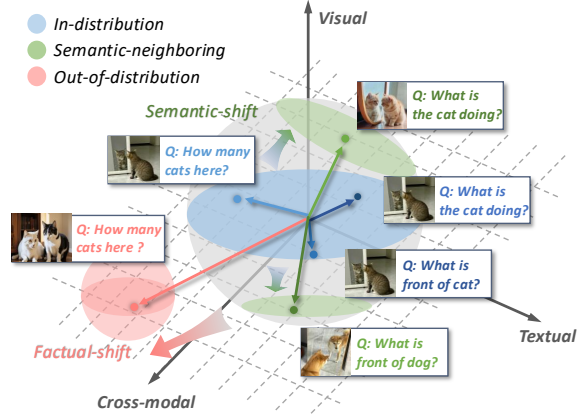 Visual
In-distribution
Semantic-neighboring
Out-of-distribution
Semantic-shift
Q: What is
the cat doing?
Q: How many
cats here?
Q: What is
the cat doing?
Q: How many
cats here ?
Q: What is
front of cat?
Textual
Q: What is
front of dog?
Factual-shift
Cross-modal